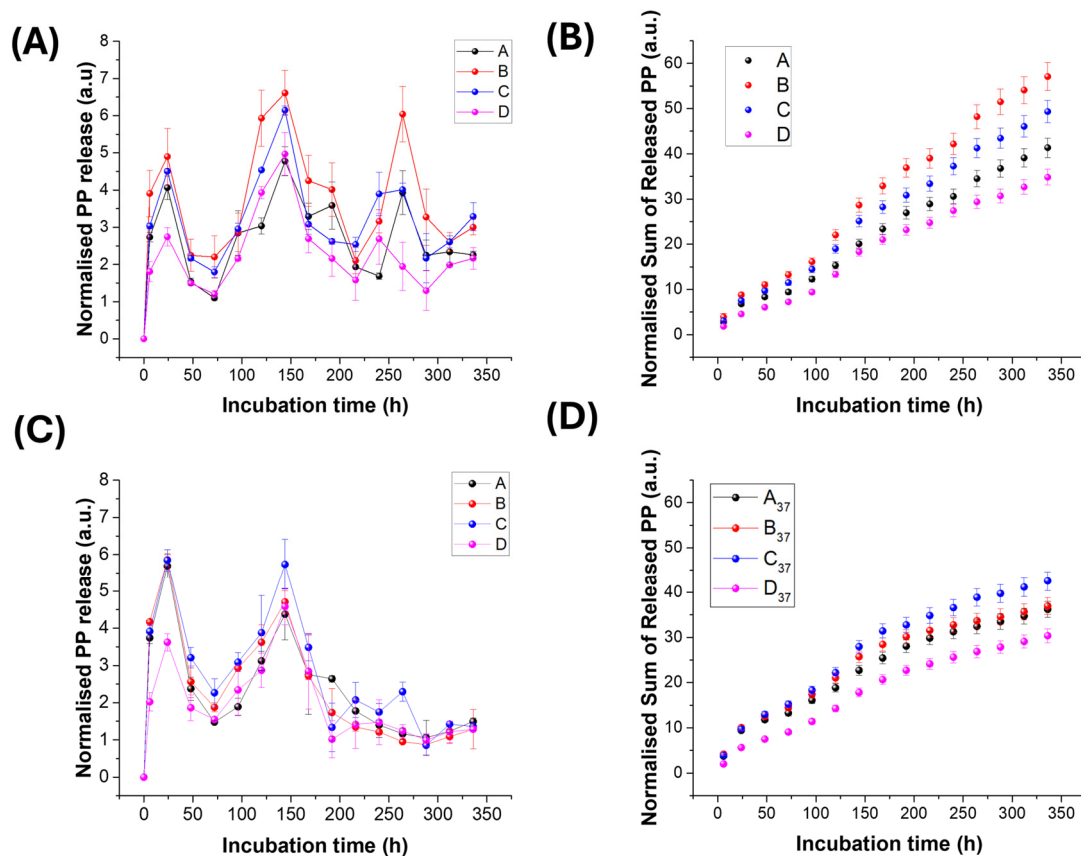 (A)
Normalised PP release (a.u)
8
7
6
5
4
3
2
1
0
0 50 100 150 200 250 300 350
Incubation time (h)
A
B
C
D
(B)
Normalised Sum of Released PP (a.u.)
60
50
40
30
20
10
0
0 50 100 150 200 250 300 350
Incubation time (h)
A
B
C
D
(C)
Normalised PP release (a.u.)
8
7
6
5
4
3
2
1
0
0 50 100 150 200 250 300 350
Incubation time (h)
A
B
C
D
(D)
Normalised Sum of Released PP (a.u.)
60
50
40
30
20
10
0
0 50 100 150 200 250 300 350
Incubation time (h)
A37
B37
C37
D37